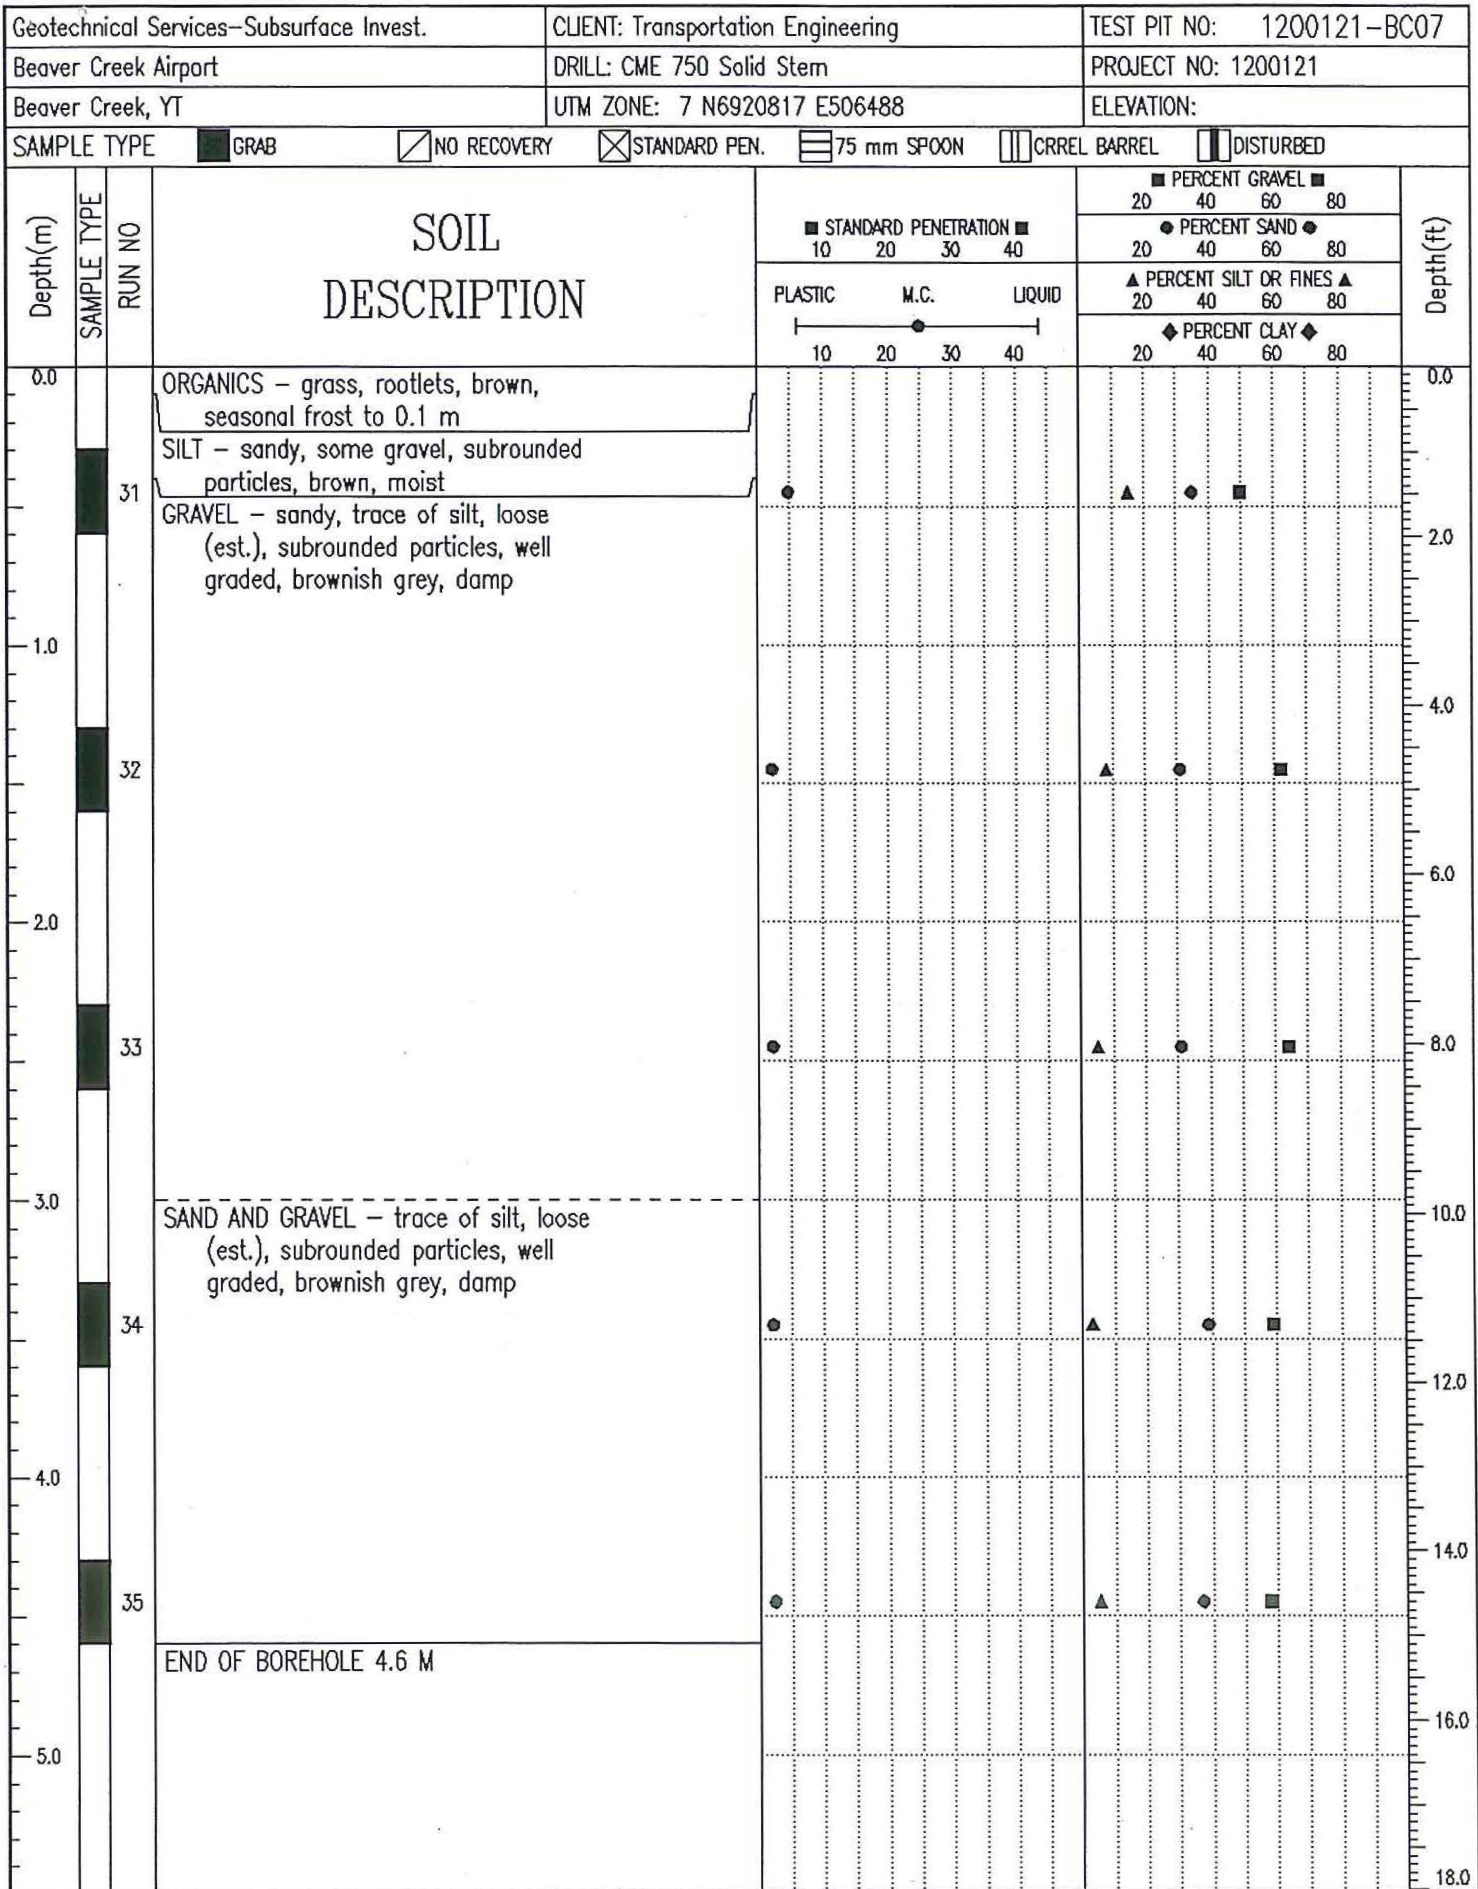 Geotechnical Services-Subsurface Invest.
CLIENT: Transportation Engineering
TEST PIT NO: 1200121-BC07
Beaver Creek Airport
DRILL: CME 750 Solid Stem
PROJECT NO: 1200121
Beaver Creek, YT
UTM ZONE: 7 N6920817 E506488
ELEVATION:
SAMPLE TYPE GRAB NO RECOVERY STANDARD PEN. 75 mm SPOON CRREL BARREL DISTURBED
Depth(m)
SAMPLE TYPE
RUN NO
SOIL
DESCRIPTION
■ STANDARD PENETRATION ■
10 20 30 40
PLASTIC M.C. LIQUID
10 20 30 40
■ PERCENT GRAVEL ■
20 40 60 80
● PERCENT SAND ●
20 40 60 80
▲ PERCENT SILT OR FINES ▲
20 40 60 80
◆ PERCENT CLAY ◆
20 40 60 80
Depth(ft)
0.0
ORGANICS – grass, rootlets, brown,
seasonal frost to 0.1 m
0.0
SILT – sandy, some gravel, subrounded
particles, brown, moist
31
GRAVEL – sandy, trace of silt, loose
(est.), subrounded particles, well
graded, brownish grey, damp
2.0
1.0
4.0
32
6.0
2.0
33
8.0
3.0
SAND AND GRAVEL – trace of silt, loose
(est.), subrounded particles, well
graded, brownish grey, damp
10.0
34
12.0
4.0
14.0
35
END OF BOREHOLE 4.6 M
16.0
5.0
18.0